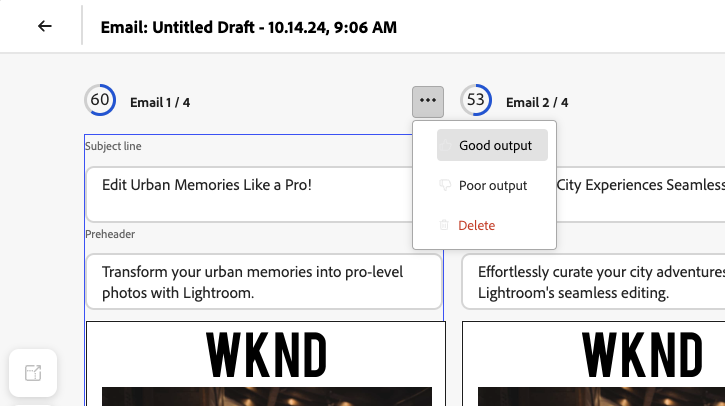 Email: Untitled Draft - 10.14.24, 9:06 AM
60
Email 1 / 4
53
Email 2 / 4
Good output
Poor output
Delete
Subject line
Edit Urban Memories Like a Pro!
City Experiences Seamless
Preheader
Transform your urban memories into pro-level
photos with Lightroom.
Effortlessly curate your city adventures
Lightroom's seamless editing.
WKND
WKND